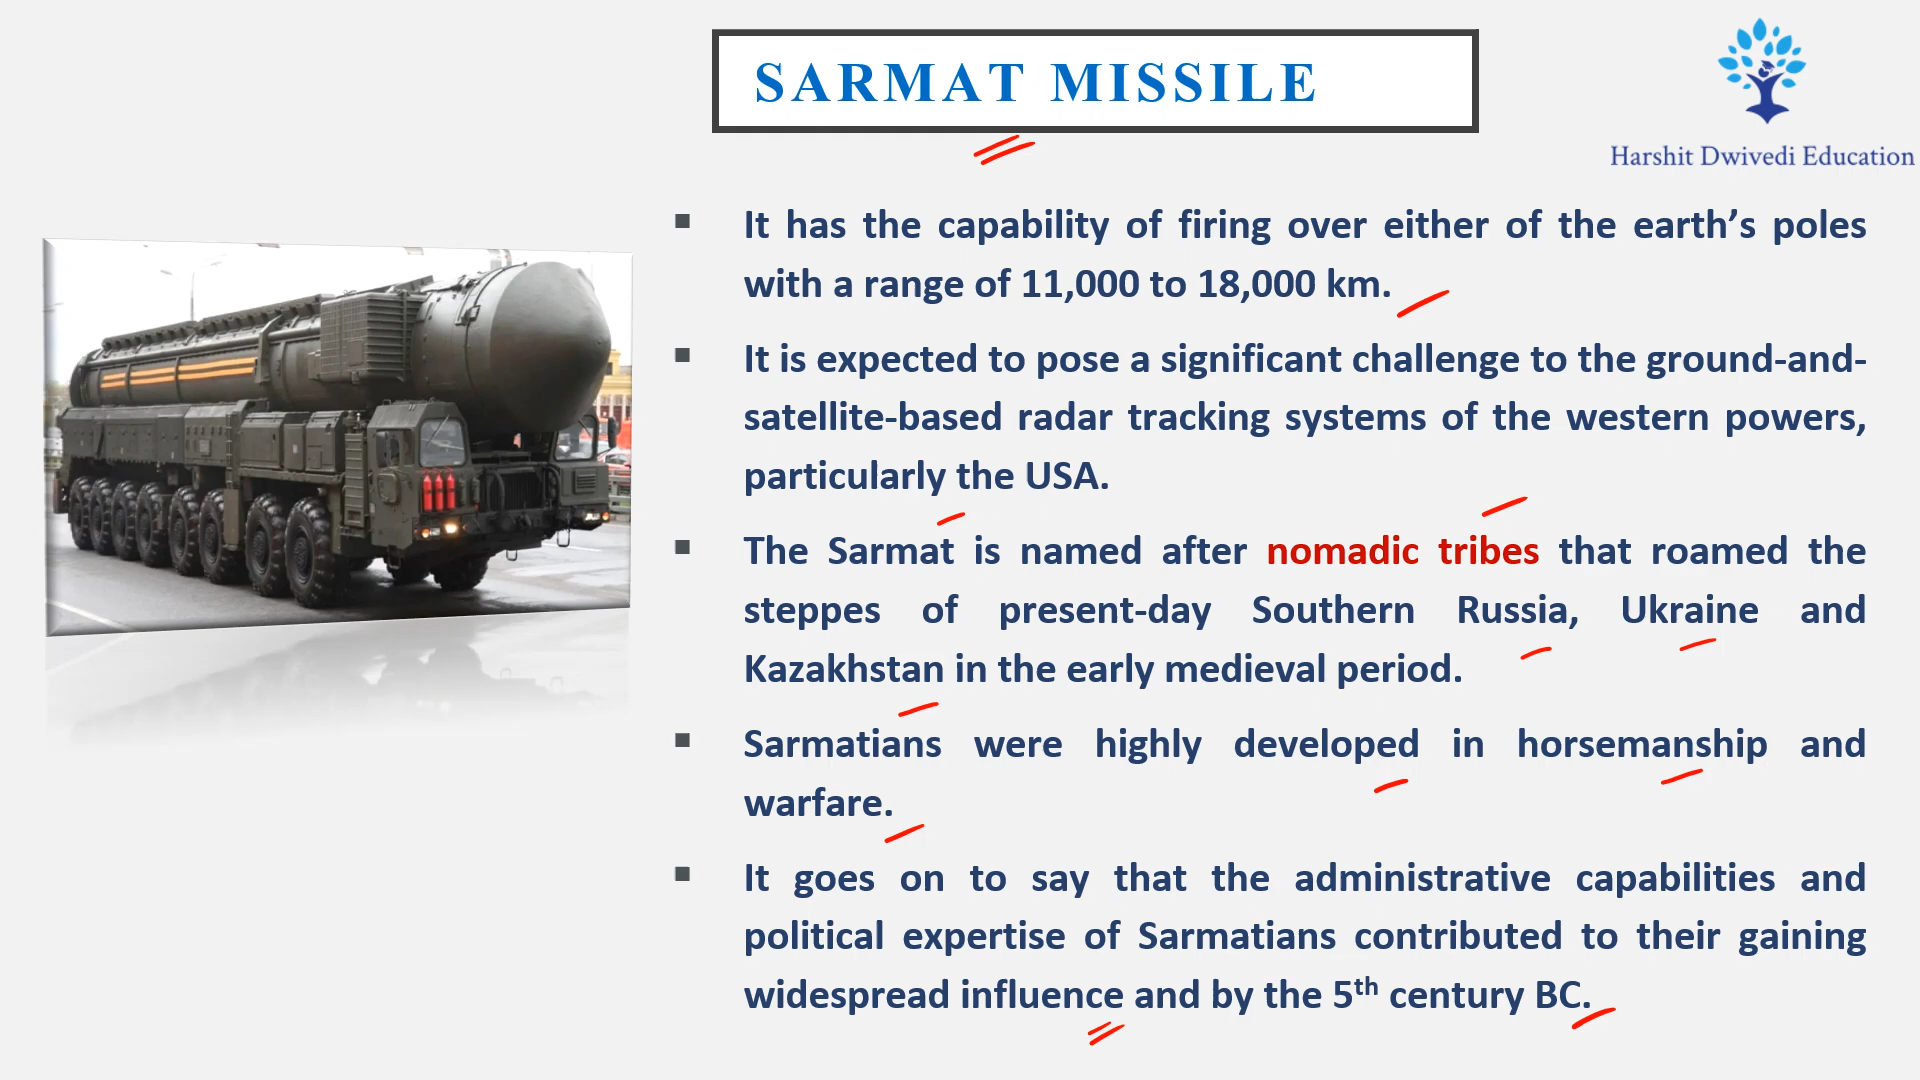 SARMAT MISSILE
Harshit Dwivedi Education
▪ It has the capability of firing over either of the earth’s poles
with a range of 11,000 to 18,000 km.
▪ It is expected to pose a significant challenge to the ground-and-
satellite-based radar tracking systems of the western powers,
particularly the USA.
▪ The Sarmat is named after nomadic tribes that roamed the
steppes of present-day Southern Russia, Ukraine and
Kazakhstan in the early medieval period.
▪ Sarmatians were highly developed in horsemanship and
warfare.
▪ It goes on to say that the administrative capabilities and
political expertise of Sarmatians contributed to their gaining
widespread influence and by the 5th century BC.